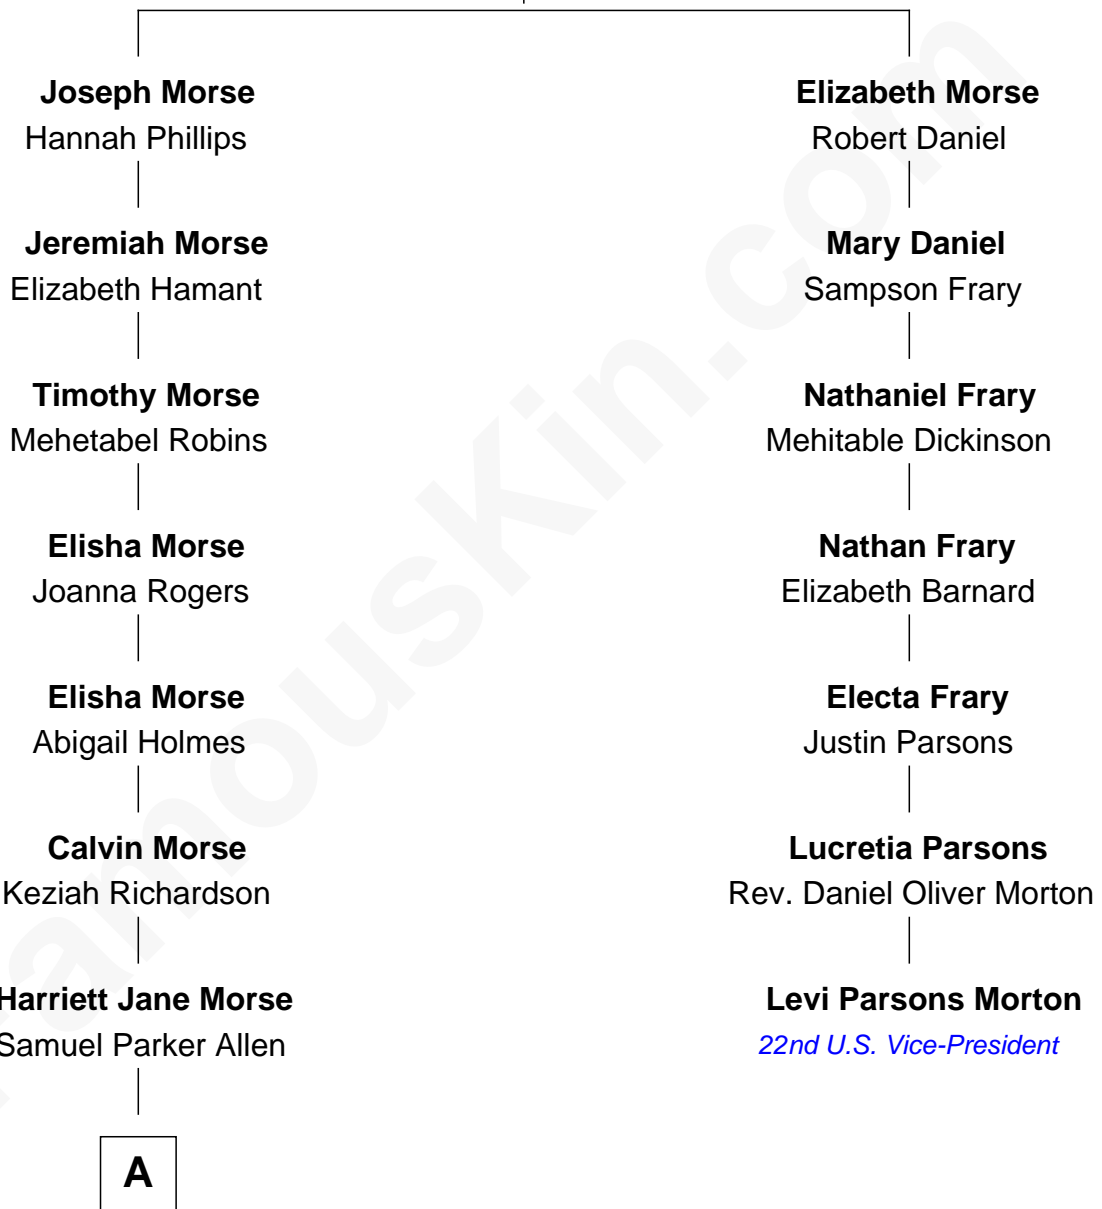 Joseph Morse
Hannah Phillips
Elizabeth Morse
Robert Daniel
Jeremiah Morse
Elizabeth Hamant
Mary Daniel
Sampson Frary
Timothy Morse
Mehetabel Robins
Nathaniel Frary
Mehitable Dickinson
Elisha Morse
Joanna Rogers
Nathan Frary
Elizabeth Barnard
Elisha Morse
Abigail Holmes
Electa Frary
Justin Parsons
Calvin Morse
Keziah Richardson
Lucretia Parsons
Rev. Daniel Oliver Morton
Harriett Jane Morse
Samuel Parker Allen
Levi Parsons Morton
22nd U.S. Vice-President
A
FamousKin.com